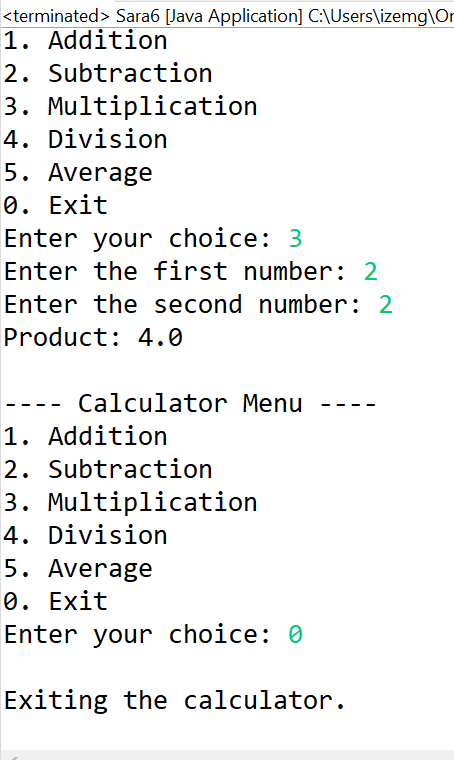 <terminated> Sara6 [Java Application] C:\Users\izemg\
1. Addition
2. Subtraction
3. Multiplication
4. Division
5. Average
0. Exit
Enter your choice: 3
Enter the first number: 2
Enter the second number: 2
Product: 4.0
---- Calculator Menu ----
1. Addition
2. Subtraction
3. Multiplication
4. Division
5. Average
0. Exit
Enter your choice: 0
Exiting the calculator.